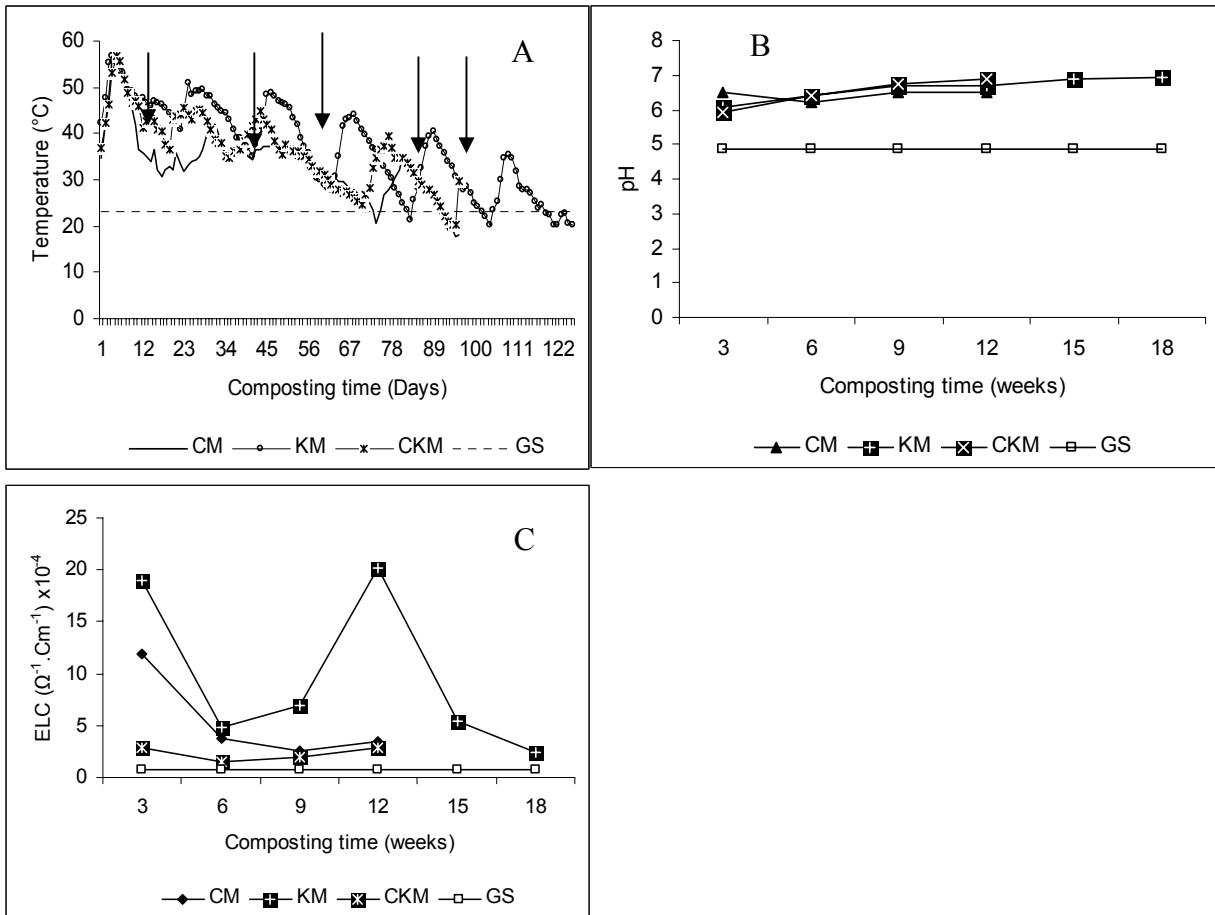 A
60
50
40
30
20
10
0
Temperature (°C)
1 12 23 34 45 56 67 78 89 100 111 122
Composting time (Days)
CM KM CKM GS
B
8
7
6
5
4
3
2
1
0
pH
3 6 9 12 15 18
Composting time (weeks)
CM KM CKM GS
C
25
20
15
10
5
0
ELC (Ω⁻¹.Cm⁻¹) x10⁻⁴
3 6 9 12 15 18
Composting time (weeks)
CM KM CKM GS